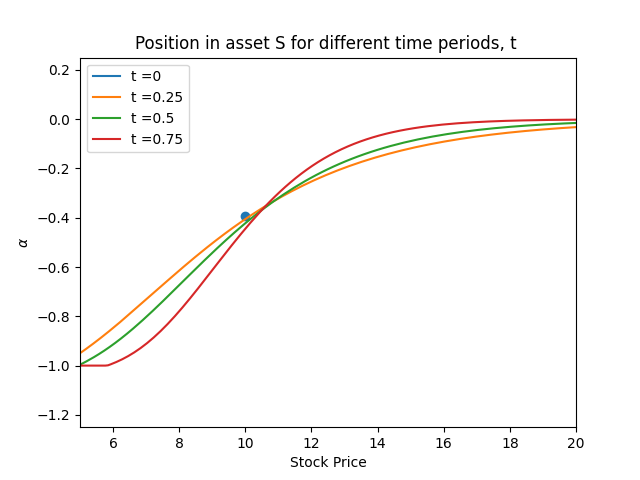 Position in asset S for different time periods, t
t =0
t =0.25
t =0.5
t =0.75
0.2
0.0
−0.2
−0.4
−0.6
−0.8
−1.0
−1.2
α
6
8
10
12
14
16
18
20
Stock Price